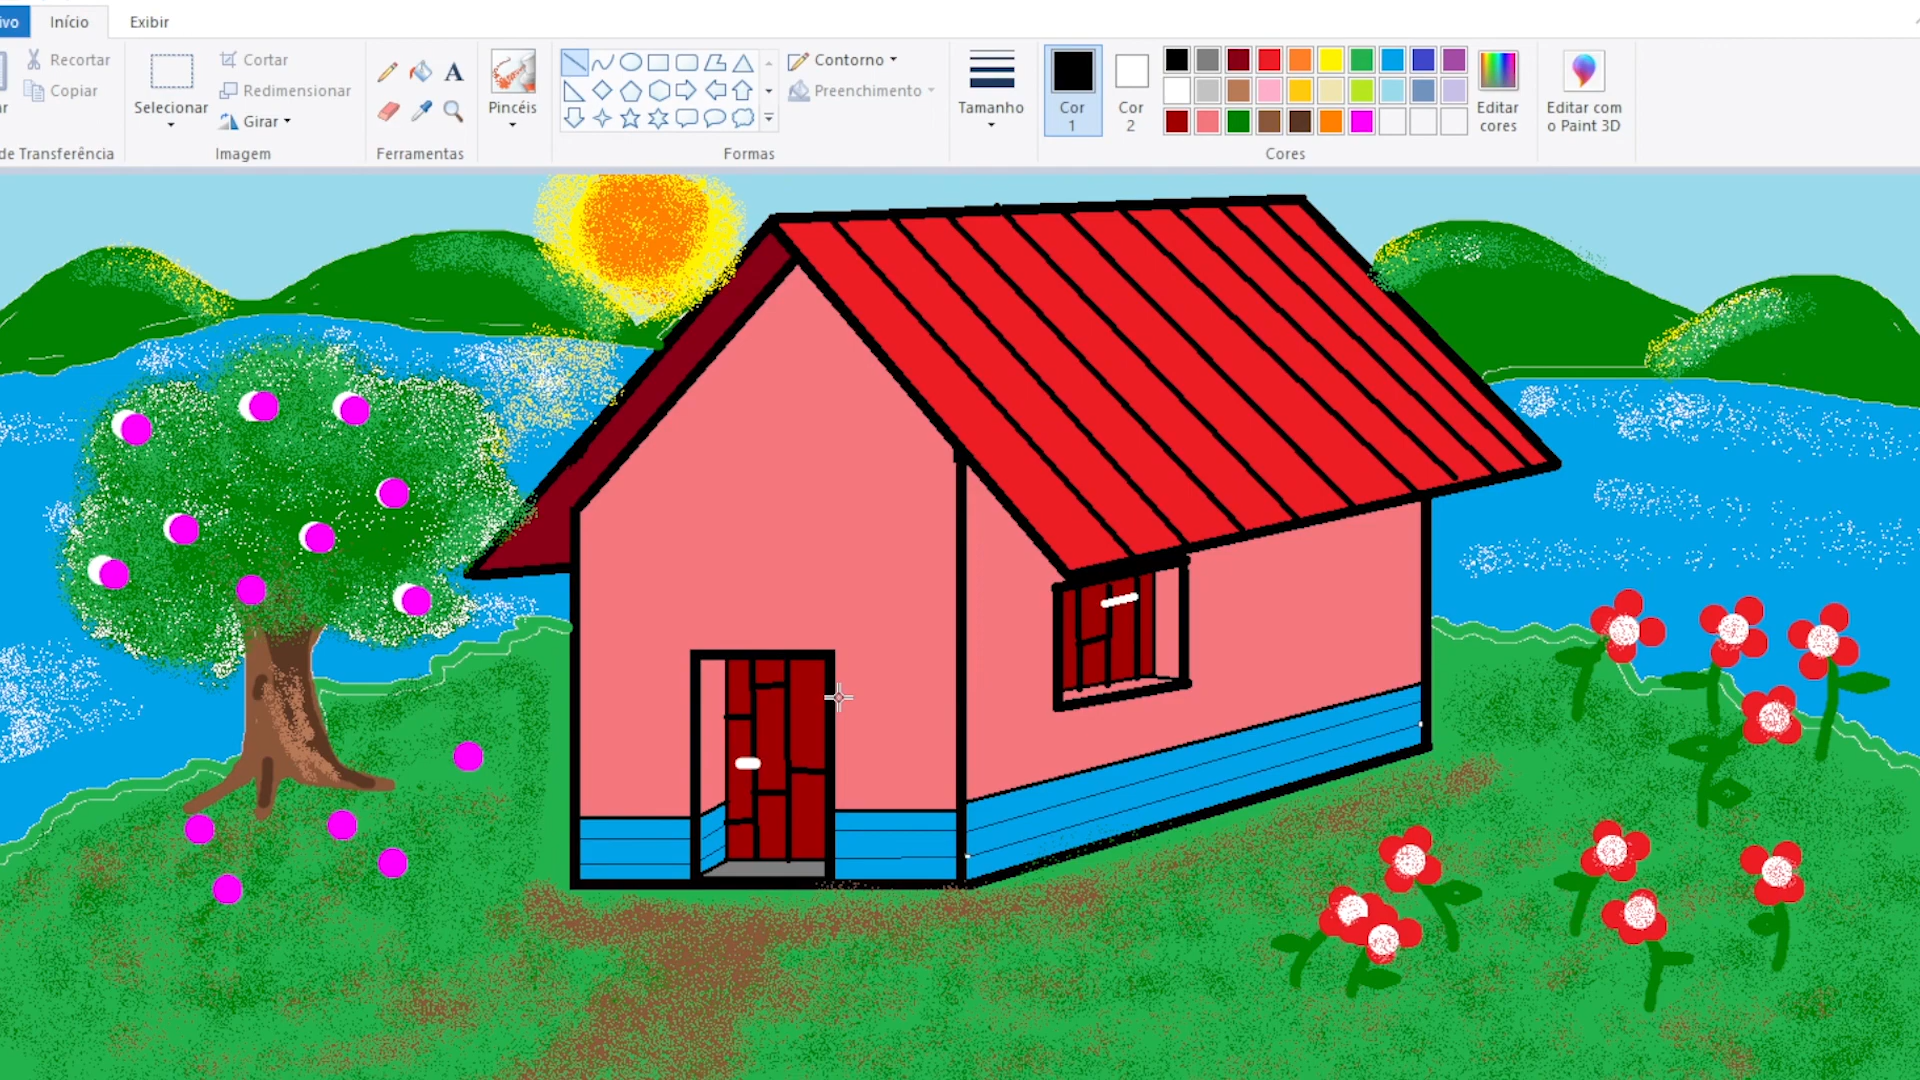 ivo Início Exibir
Recortar
Copiar
ar
de Transferência
Selecionar
Cortar
Redimensionar
Girar
Imagem
A
Ferramentas
Pincéis
Formas
Contorno
Preenchimento
Tamanho
Cor
1
Cor
2
Cores
Editar
cores
Editar com
o Paint 3D